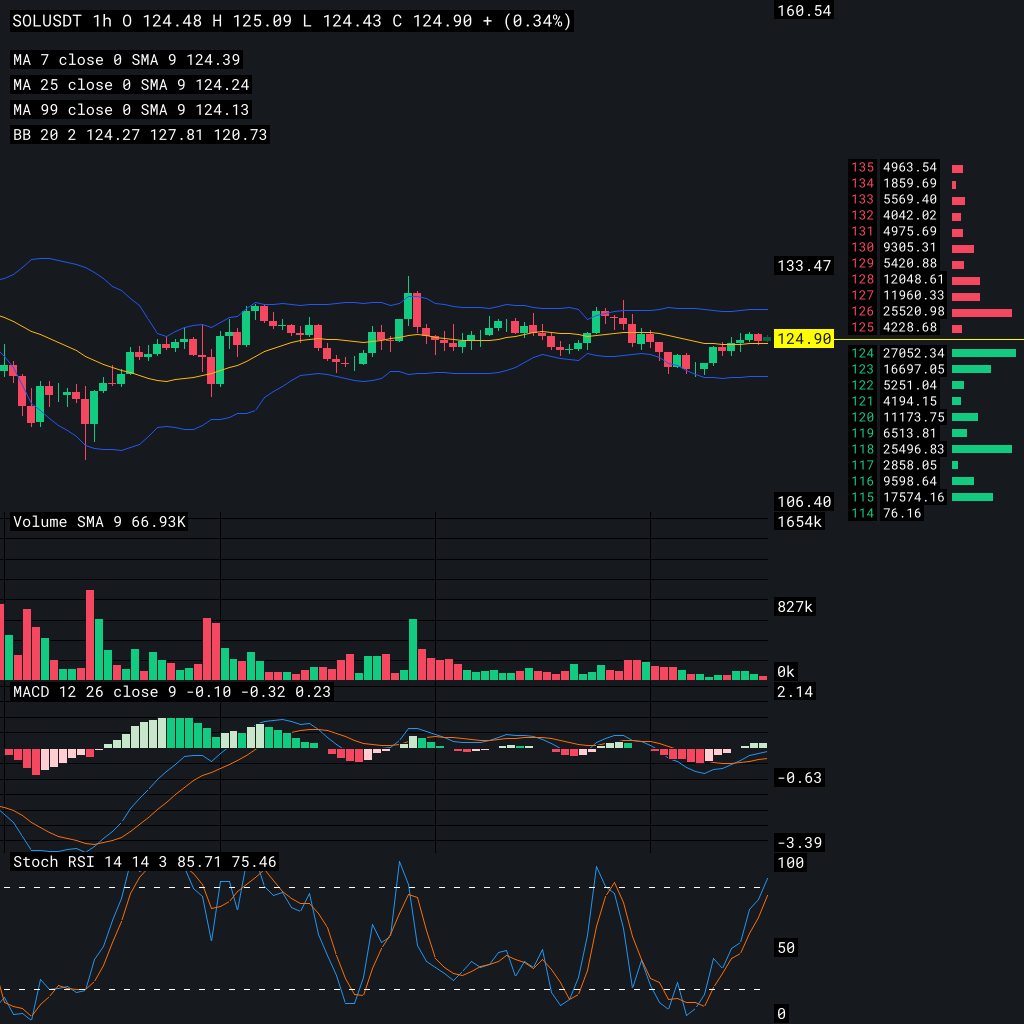 SOLUSDT 1h O 124.48 H 125.09 L 124.43 C 124.90 + (0.34%)
160.54
MA 7 close 0 SMA 9 124.39
MA 25 close 0 SMA 9 124.24
MA 99 close 0 SMA 9 124.13
BB 20 2 124.27 127.81 120.73
135 4963.54
134 1859.69
133 5569.40
132 4042.02
131 4975.69
130 9305.31
129 5420.88
128 12048.61
127 11960.33
126 25520.98
125 4228.68
133.47
124.90
124 27052.34
123 16697.05
122 5251.04
121 4194.15
120 11173.75
119 6513.81
118 25496.83
117 2858.05
116 9598.64
115 17574.16
114 76.16
106.40
Volume SMA 9 66.93K
1654k
827k
0k
MACD 12 26 close 9 -0.10 -0.32 0.23
2.14
-0.63
-3.39
Stoch RSI 14 14 3 85.71 75.46
100
50
0